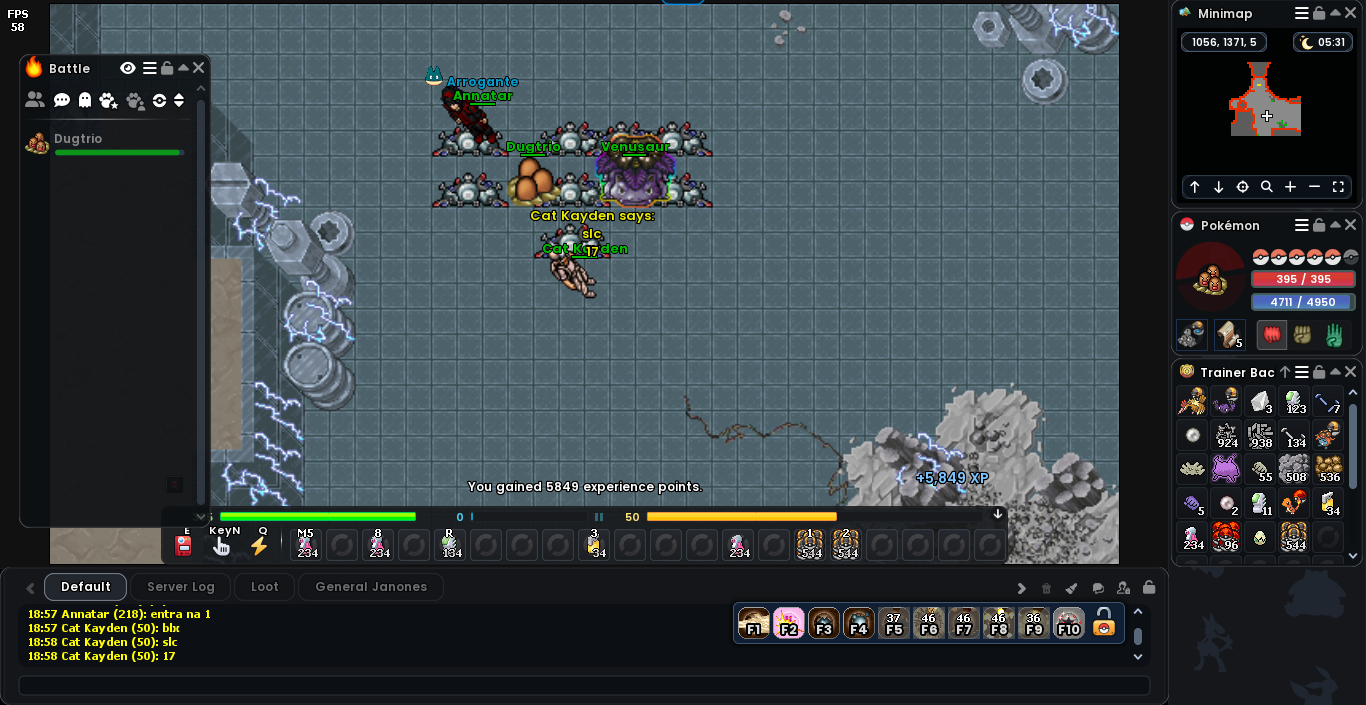 FPS
58
Battle
Dugtrio
Arrogante
Annatar
Dugtrio
Venusaur
Cat Kayden says:
slc
17
Cat Kayden
You gained 5849 experience points.
+5,849 XP
0
50
E
KeyN
Q
M5
234
8
234
R
134
3
34
234
1
544
2
544
Minimap
1056, 1371, 5
05:31
Pokémon
395 / 395
4711 / 4950
5
Trainer Bac
3
123
7
924
938
134
55
508
536
5
2
11
34
234
96
544
Default
Server Log
Loot
General Janones
18:57 Annatar (218): entra na 1
18:57 Cat Kayden (50): blx
18:58 Cat Kayden (50): slc
18:58 Cat Kayden (50): 17
F1
F2
F3
F4
37
F5
46
F6
46
F7
46
F8
36
F9
F10